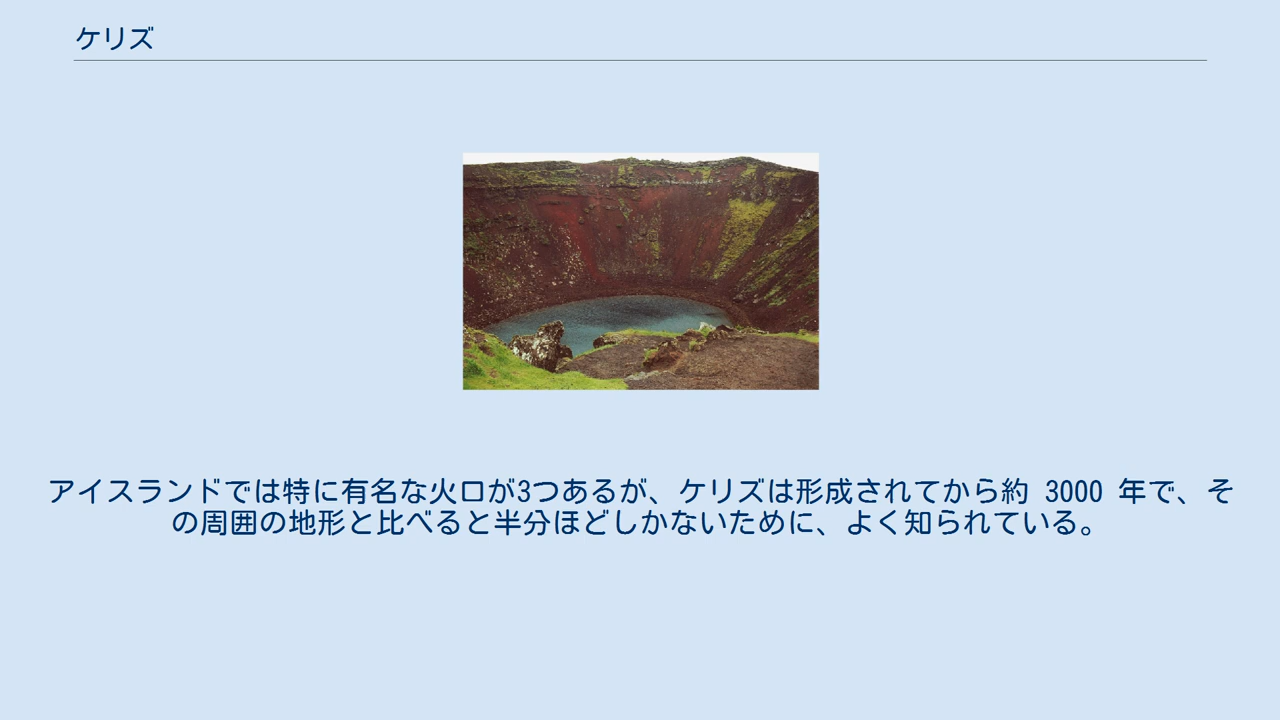 ケリズ
アイスランドでは特に有名な火口が3つあるが、ケリズは形成されてから約 3000 年で、そ
の周囲の地形と比べると半分ほどしかないために、よく知られている。